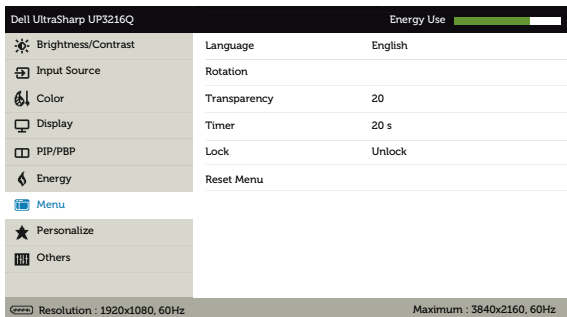 Dell UltraSharp UP3216Q Energy Use
Brightness/Contrast Language English
Input Source Rotation
Color Transparency 20
Display Timer 20 s
PIP/PBP Lock Unlock
Energy Reset Menu
Menu
Personalize
Others
Resolution : 1920x1080, 60Hz Maximum : 3840x2160, 60Hz